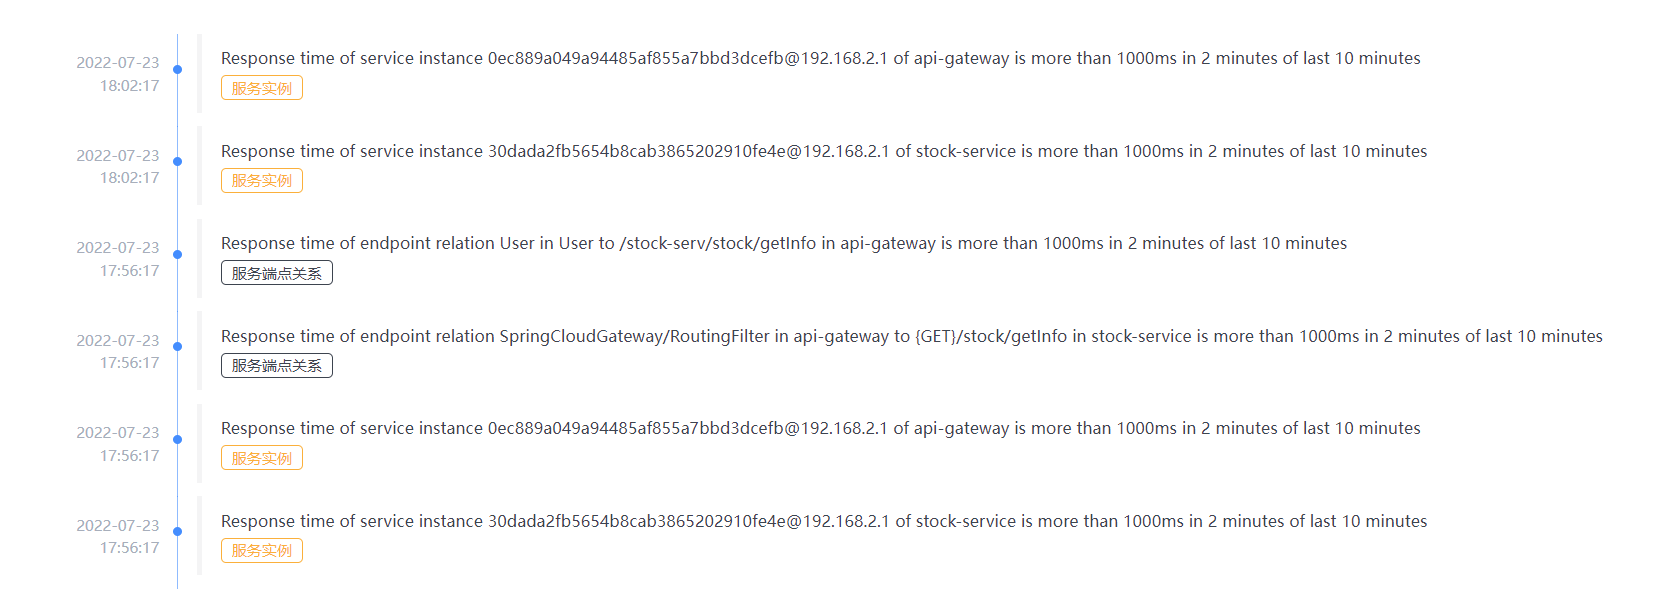 2022-07-23
18:02:17
Response time of service instance 0ec889a049a94485af855a7bbd3dcefb@192.168.2.1 of api-gateway is more than 1000ms in 2 minutes of last 10 minutes
服务实例
2022-07-23
18:02:17
Response time of service instance 30dada2fb5654b8cab3865202910fe4e@192.168.2.1 of stock-service is more than 1000ms in 2 minutes of last 10 minutes
服务实例
2022-07-23
17:56:17
Response time of endpoint relation User in User to /stock-serv/stock/getInfo in api-gateway is more than 1000ms in 2 minutes of last 10 minutes
服务端点关系
2022-07-23
17:56:17
Response time of endpoint relation SpringCloudGateway/RoutingFilter in api-gateway to {GET}/stock/getInfo in stock-service is more than 1000ms in 2 minutes of last 10 minutes
服务端点关系
2022-07-23
17:56:17
Response time of service instance 0ec889a049a94485af855a7bbd3dcefb@192.168.2.1 of api-gateway is more than 1000ms in 2 minutes of last 10 minutes
服务实例
2022-07-23
17:56:17
Response time of service instance 30dada2fb5654b8cab3865202910fe4e@192.168.2.1 of stock-service is more than 1000ms in 2 minutes of last 10 minutes
服务实例